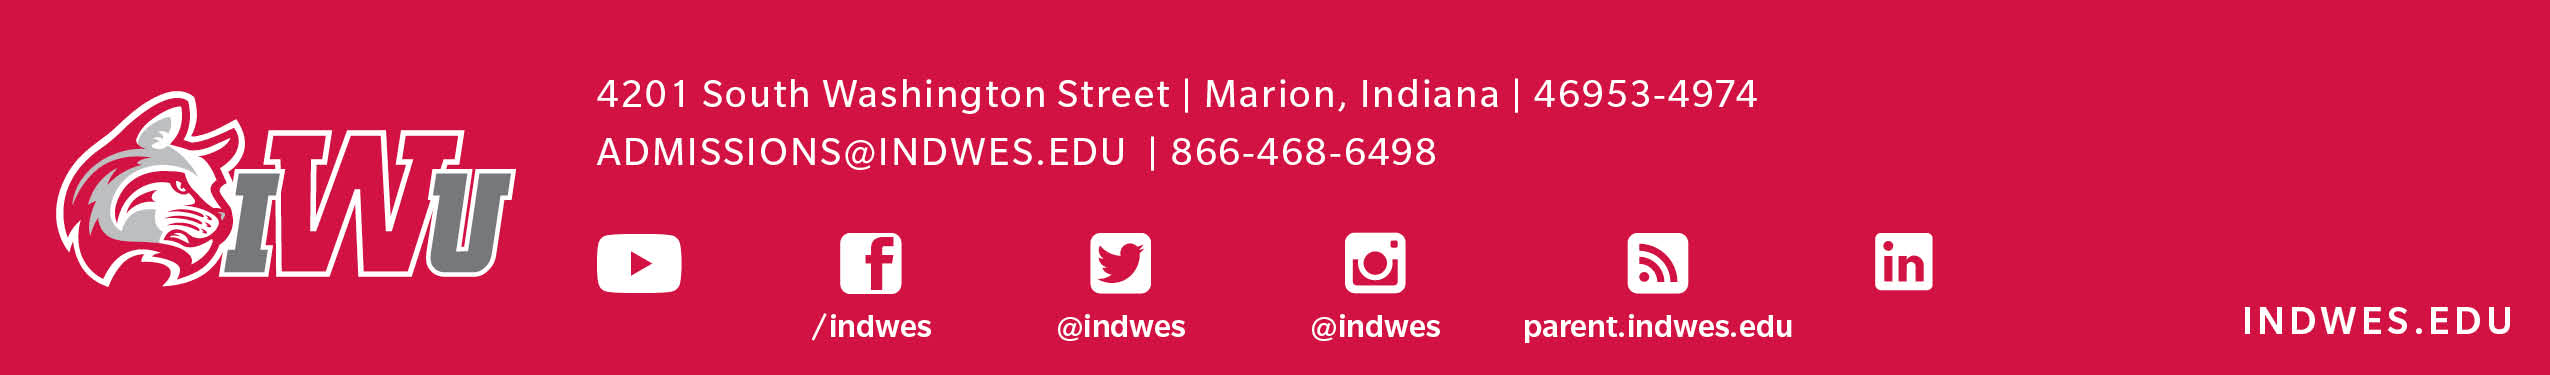 IWU
4201 South Washington Street | Marion, Indiana | 46953-4974
ADMISSIONS@INDWES.EDU | 866-468-6498
/indwes
@indwes
@indwes
parent.indwes.edu
in
INDWES.EDU